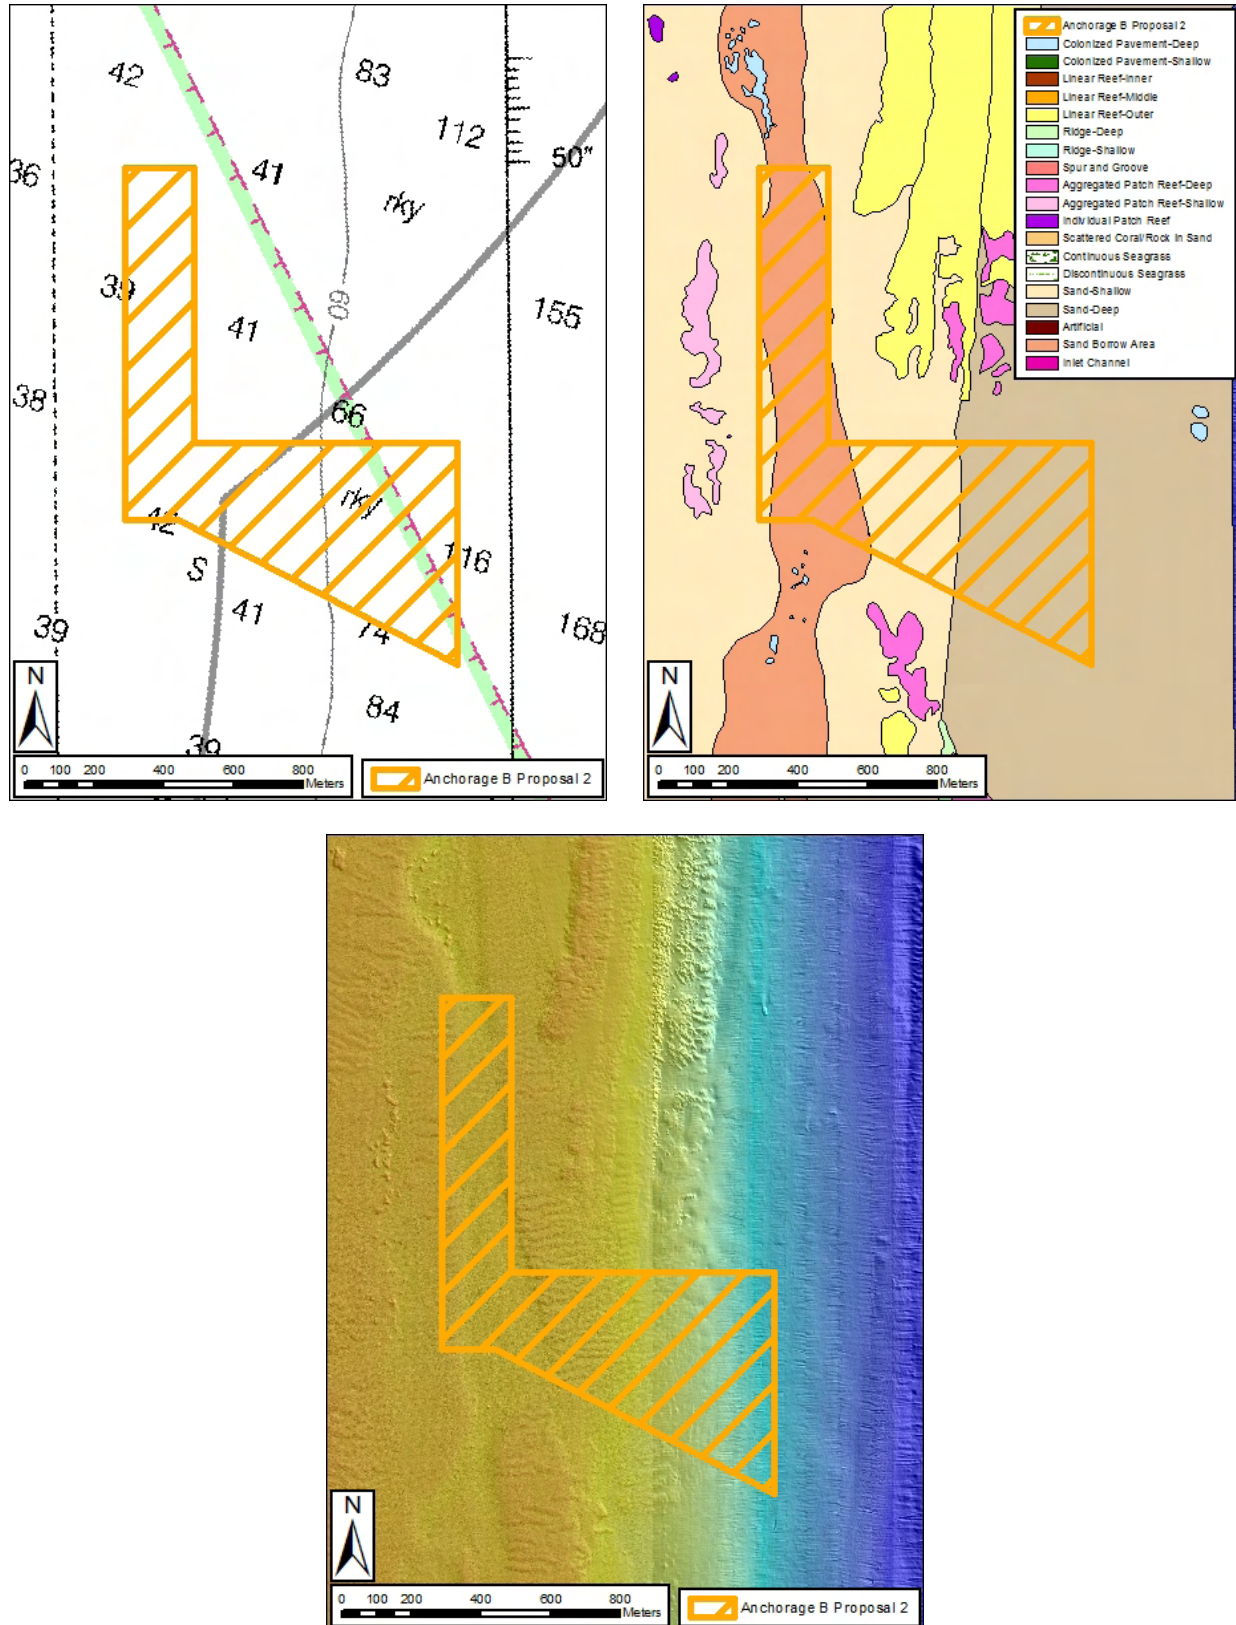 42
83
112
36
41
50"
rky
39
60
155
41
38
66
rky
42
116
S
41
39
74
168
84
39
N
0 100 200 400 600 800
Meters
Anchorage B Proposal 2
Anchorage B Proposal 2
Colonized Pavement-Deep
Colonized Pavement-Shallow
Linear Reef-Inner
Linear Reef-Middle
Linear Reef-Outer
Ridge-Deep
Ridge-Shallow
Spur and Groove
Aggregated Patch Reef-Deep
Aggregated Patch Reef-Shallow
Individual Patch Reef
Scattered Coral/Rock In Sand
Continuous Seagrass
Discontinuous Seagrass
Sand-Shallow
Sand-Deep
Artificial
Sand Borrow Area
Inlet Channel
N
0 100 200 400 600 800
Meters
N
0 100 200 400 600 800
Meters
Anchorage B Proposal 2